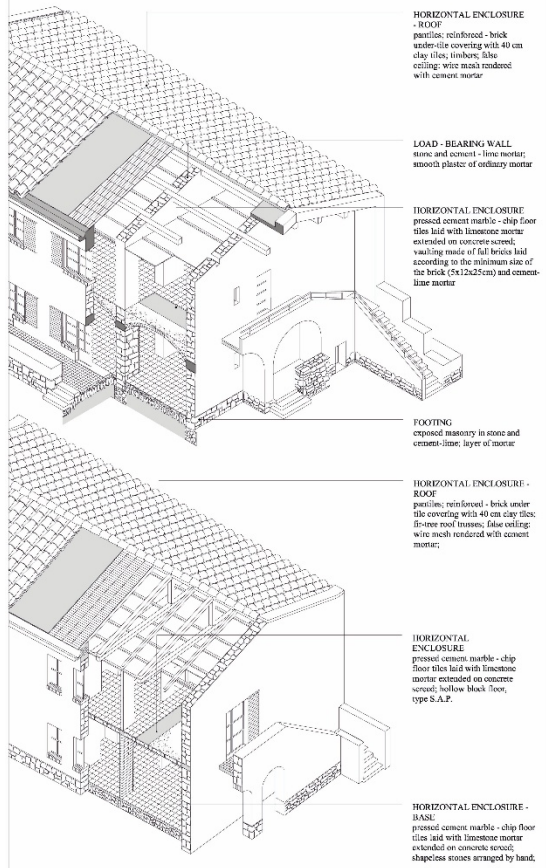 HORIZONTAL ENCLOSURE
- ROOF
pantiles; reinforced - brick
under-tile covering with 40 cm
clay tiles; timbers; false
ceiling: wire mesh rendered
with cement mortar
LOAD - BEARING WALL
stone and cement - lime mortar;
smooth plaster of ordinary mortar
HORIZONTAL ENCLOSURE
pressed cement marble - chip floor
tiles laid with limestone mortar
extended on concrete screed;
vaulting made of full bricks laid
according to the minimum size of
the brick (5x12x25cm) and cement-
lime mortar
FOOTING
exposed masonry in stone and
cement-lime; layer of mortar
HORIZONTAL ENCLOSURE -
ROOF
pantiles; reinforced - brick under
tile covering with 40 cm clay tiles;
fir-tree roof trusses; false ceiling:
wire mesh rendered with cement
mortar;
HORIZONTAL
ENCLOSURE
pressed cement marble - chip
floor tiles laid with limestone
mortar extended on concrete
screed; hollow block floor,
type S.A.P.
HORIZONTAL ENCLOSURE -
BASE
pressed cement marble - chip floor
tiles laid with limestone mortar
extended on concrete screed;
shapeless stones arranged by hand;